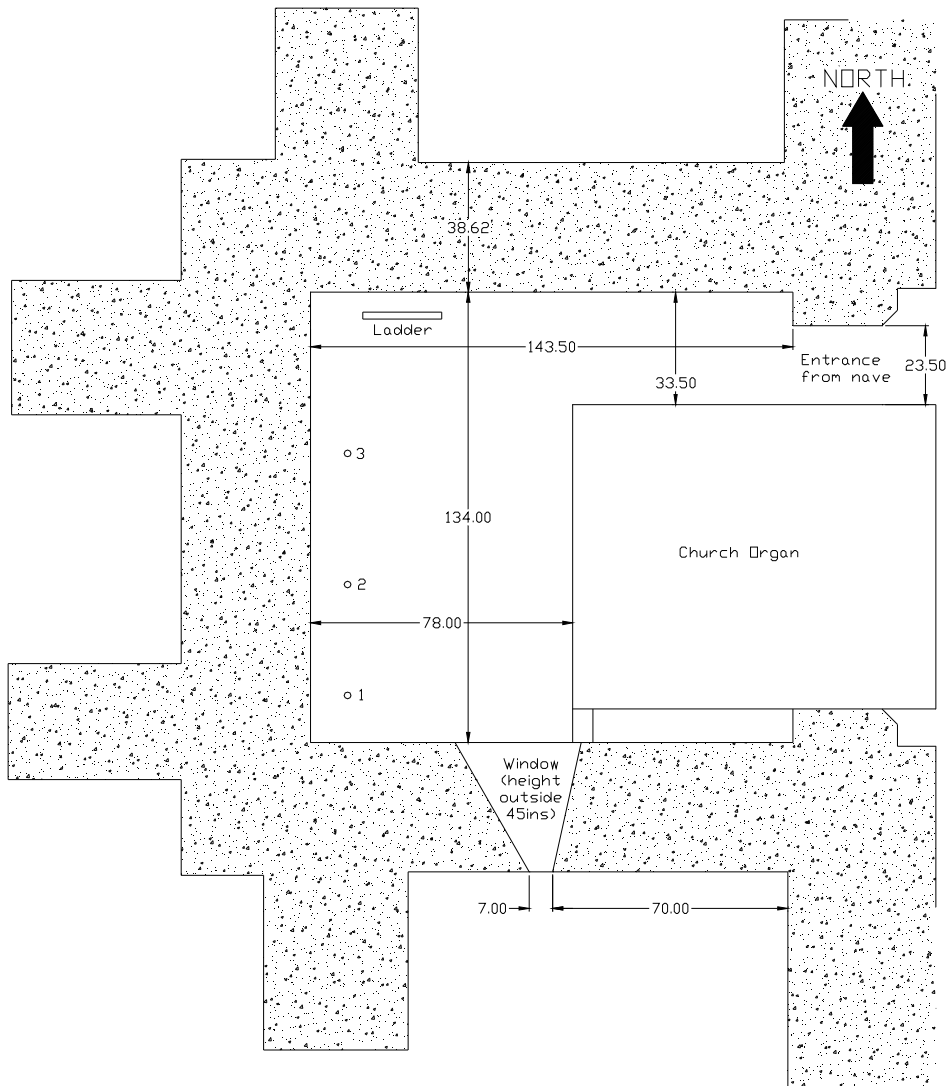 NORTH
38.62
Ladder
143.50
Entrance
from nave
23.50
33.50
3
134.00
Church Organ
2
78.00
1
Window
(height
outside
45ins)
7.00
70.00